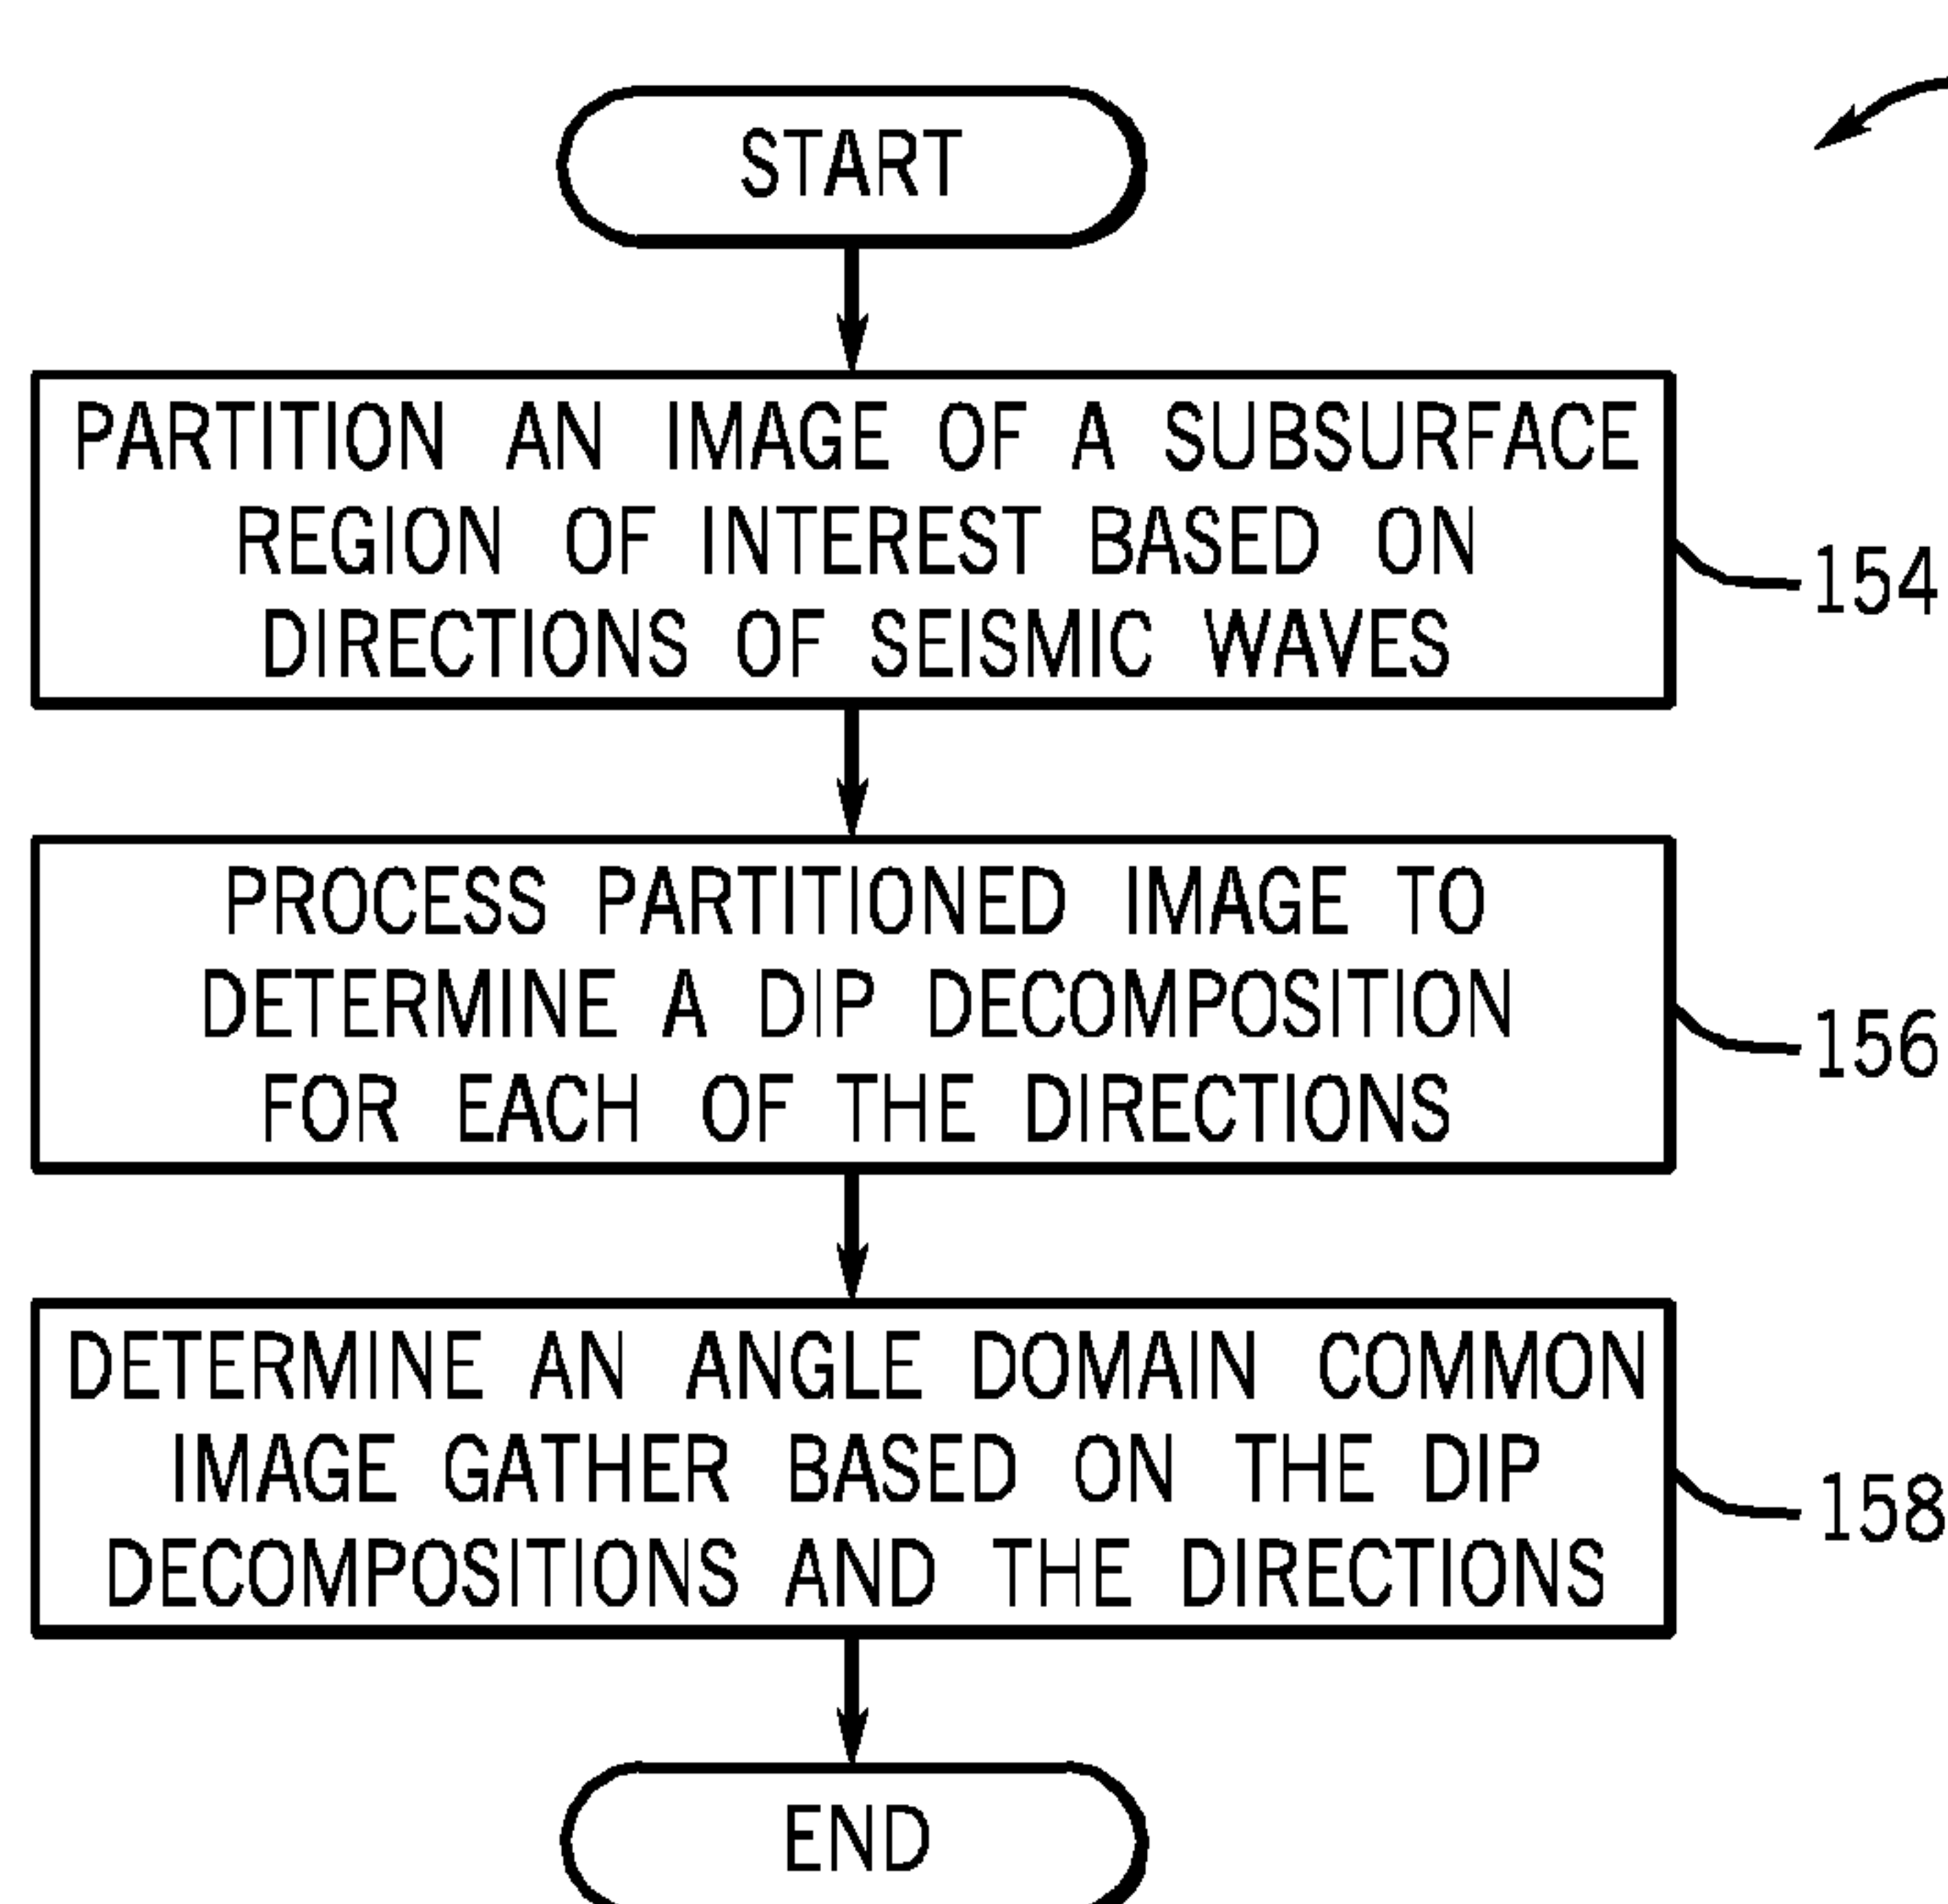 START
PARTITION AN IMAGE OF A SUBSURFACE
REGION OF INTEREST BASED ON
DIRECTIONS OF SEISMIC WAVES
154
PROCESS PARTITIONED IMAGE TO
DETERMINE A DIP DECOMPOSITION
FOR EACH OF THE DIRECTIONS
156
DETERMINE AN ANGLE DOMAIN COMMON
IMAGE GATHER BASED ON THE DIP
DECOMPOSITIONS AND THE DIRECTIONS
158
END